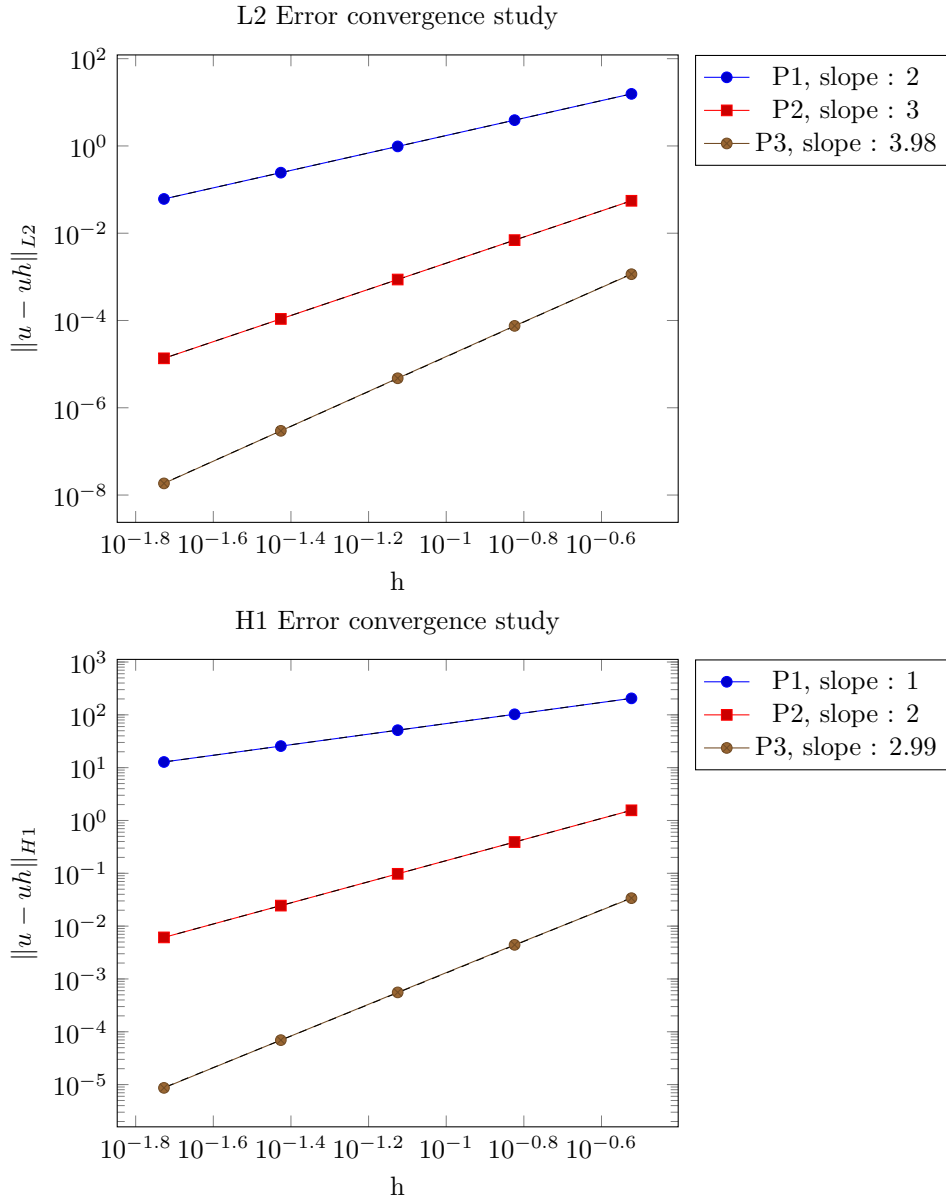 L2 Error convergence study
10^2
10^0
10^{-2}
10^{-4}
10^{-6}
10^{-8}
||u − uh||_{L2}
10^{-1.8} 10^{-1.6} 10^{-1.4} 10^{-1.2} 10^{-1} 10^{-0.8} 10^{-0.6}
h
P1, slope : 2
P2, slope : 3
P3, slope : 3.98
H1 Error convergence study
10^3
10^2
10^1
10^0
10^{-1}
10^{-2}
10^{-3}
10^{-4}
10^{-5}
||u − uh||_{H1}
10^{-1.8} 10^{-1.6} 10^{-1.4} 10^{-1.2} 10^{-1} 10^{-0.8} 10^{-0.6}
h
P1, slope : 1
P2, slope : 2
P3, slope : 2.99